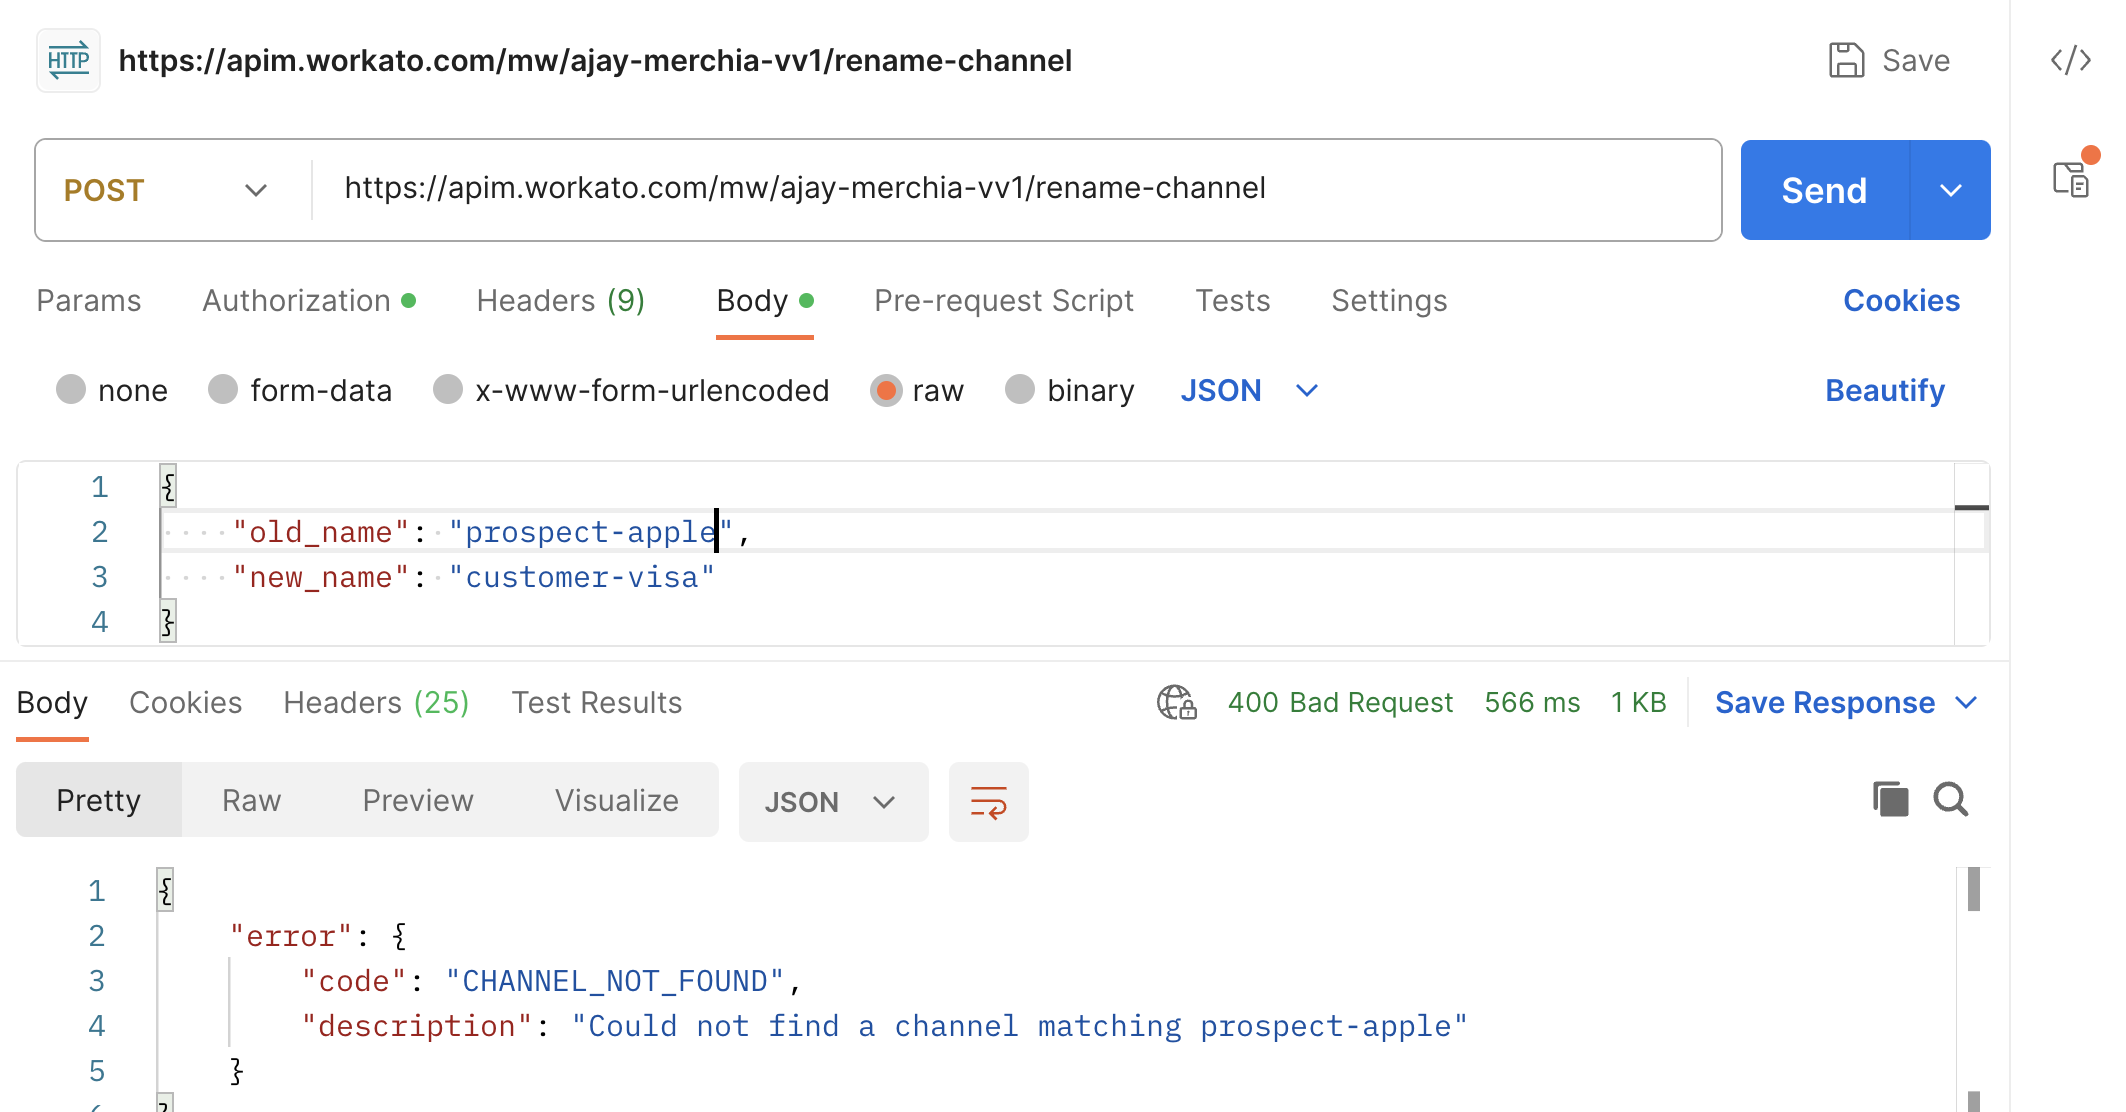 HTTP https://apim.workato.com/mw/ajay-merchia-vv1/rename-channel Save </>
POST https://apim.workato.com/mw/ajay-merchia-vv1/rename-channel Send
Params Authorization Headers (9) Body Pre-request Script Tests Settings Cookies
none form-data x-www-form-urlencoded raw binary JSON Beautify
1 {
2 "old_name": "prospect-apple",
3 "new_name": "customer-visa"
4 }
Body Cookies Headers (25) Test Results 400 Bad Request 566 ms 1 KB Save Response
Pretty Raw Preview Visualize JSON
1 {
2 "error": {
3 "code": "CHANNEL_NOT_FOUND",
4 "description": "Could not find a channel matching prospect-apple"
5 }
6 }